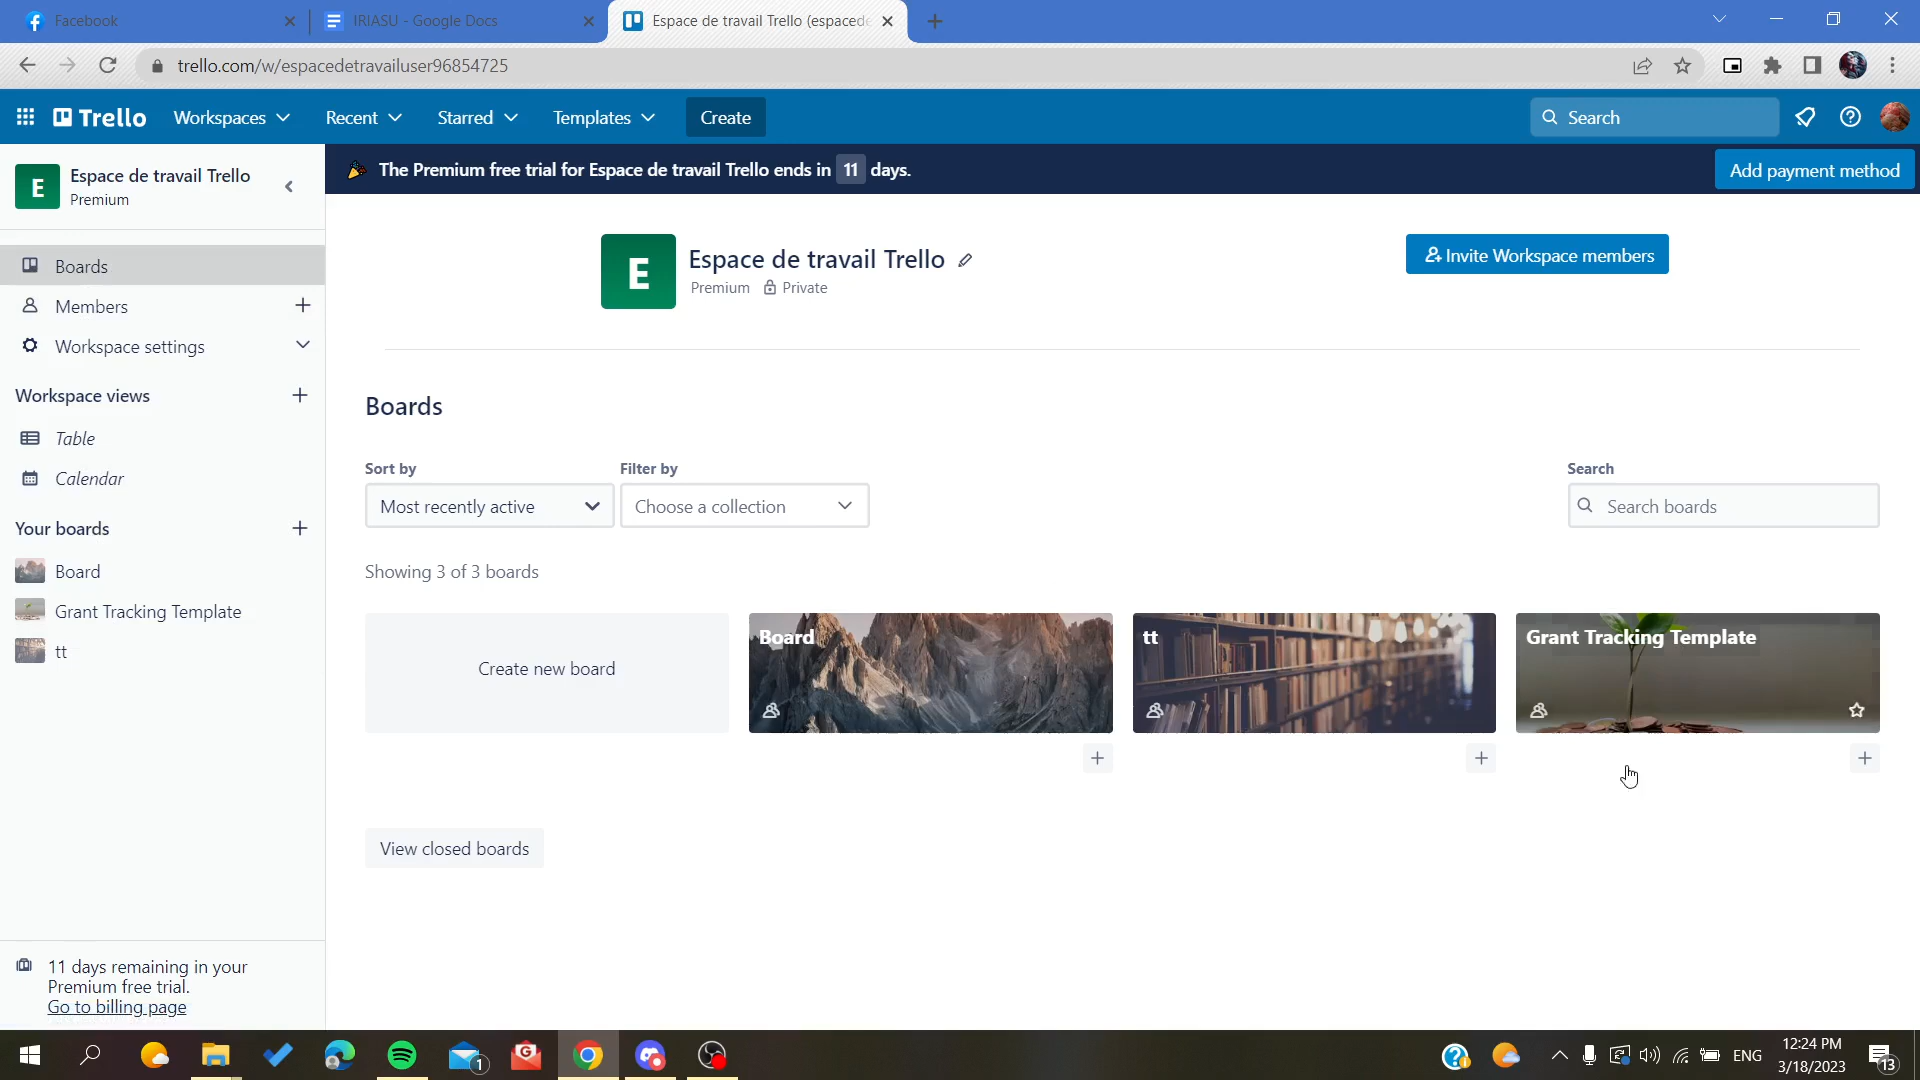 Facebook
IRIASU - Google Docs
Espace de travail Trello (espacede
trello.com/w/espacedetravailuser96854725
Trello
Workspaces
Recent
Starred
Templates
Create
Search
E
Espace de travail Trello
Premium
The Premium free trial for Espace de travail Trello ends in 11 days.
Add payment method
Boards
Members
Workspace settings
Workspace views
Table
Calendar
Your boards
Board
Grant Tracking Template
tt
11 days remaining in your
Premium free trial.
Go to billing page
E
Espace de travail Trello
Premium
Private
Invite Workspace members
Boards
Sort by
Filter by
Search
Most recently active
Choose a collection
Search boards
Showing 3 of 3 boards
Create new board
Board
tt
Grant Tracking Template
View closed boards
1
ENG
12:24 PM
3/18/2023
13